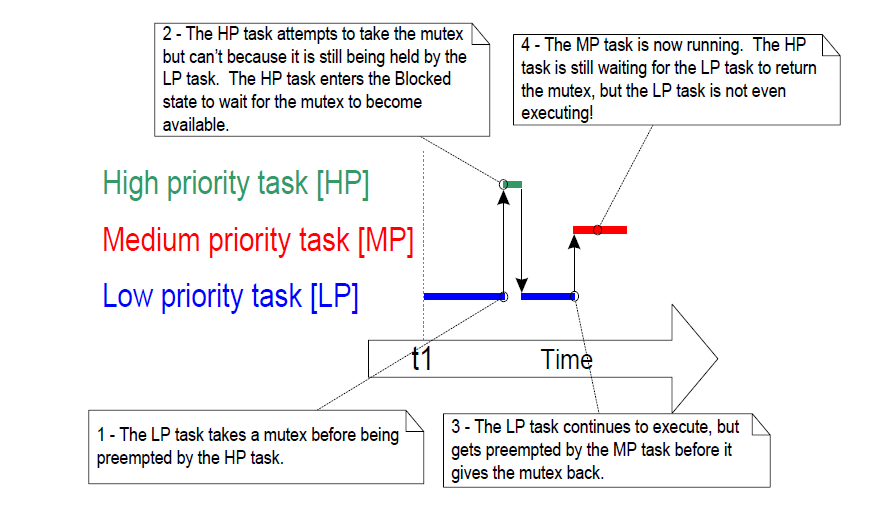 2 - The HP task attempts to take the mutex
but can't because it is still being held by the
LP task.  The HP task enters the Blocked
state to wait for the mutex to become
available.
4 - The MP task is now running.  The HP
task is still waiting for the LP task to return
the mutex, but the LP task is not even
executing!
High priority task [HP]
Medium priority task [MP]
Low priority task [LP]
t1
Time
1 - The LP task takes a mutex before being
preempted by the HP task.
3 - The LP task continues to execute, but
gets preempted by the MP task before it
gives the mutex back.